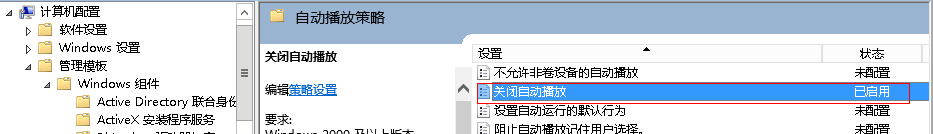 计算机配置
软件设置
Windows 设置
管理模板
Windows 组件
Active Directory 联合身份
ActiveX 安装程序服务
自动播放策略
关闭自动播放
编辑策略设置
要求:
Windows 2000 及以上版本
设置 状态
不允许非卷设备的自动播放 未配置
关闭自动播放 已启用
设置自动运行的默认行为 未配置
阻止自动播放记住用户选择。 未配置